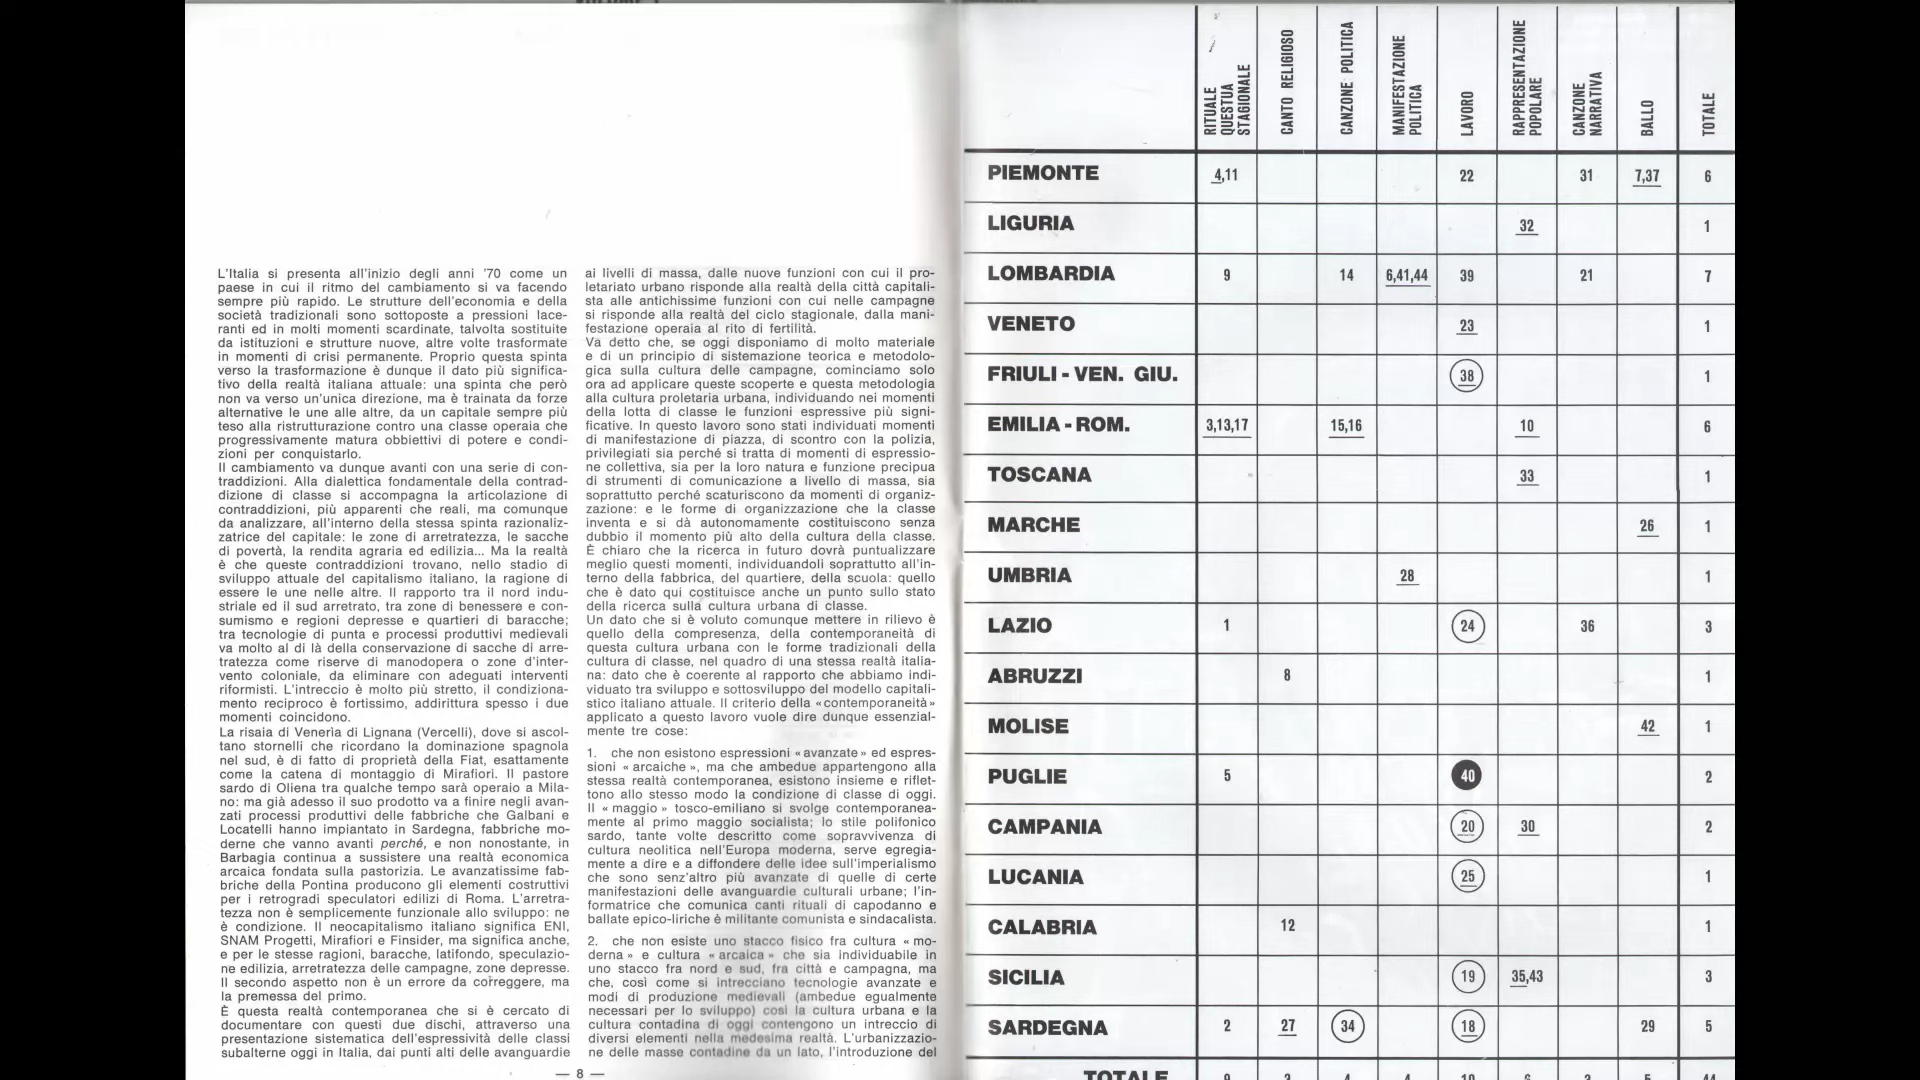 L'Italia si presenta all'inizio degli anni '70 come un
paese in cui il ritmo del cambiamento si va facendo
sempre più rapido. Le strutture dell'economia e della
società tradizionali sono sottoposte a pressioni lace-
ranti ed in molti momenti scardinate, talvolta sostituite
da istituzioni e strutture nuove, altre volte trasformate
in momenti di crisi permanente. Proprio questa spinta
verso la trasformazione è dunque il dato più significa-
tivo della realtà italiana attuale: una spinta che però
non va verso un'unica direzione, ma è trainata da forze
alternative le une alle altre, da un capitale sempre più
teso alla ristrutturazione contro una classe operaia che
progressivamente matura obbiettivi di potere e condi-
zioni per conquistarlo.
Il cambiamento va dunque avanti con una serie di con-
traddizioni. Alla dialettica fondamentale della contrad-
dizione di classe si accompagna la articolazione di
contraddizioni, più apparenti che reali, ma comunque
da analizzare, all'interno della stessa spinta razionaliz-
zatrice del capitale: le zone di arretratezza, le sacche
di povertà, la rendita agraria ed edilizia... Ma la realtà
è che queste contraddizioni trovano, nello stadio di
sviluppo attuale del capitalismo italiano, la ragione di
essere le une nelle altre. Il rapporto tra il nord indu-
striale ed il sud arretrato, tra zone di benessere e con-
sumismo e regioni depresse e quartieri di baracche;
tra tecnologie di punta e processi produttivi medievali
va molto al di là della conservazione di sacche di arre-
tratezza come riserve di manodopera o zone d'inter-
vento coloniale, da eliminare con adeguati interventi
riformisti. L'intreccio è molto più stretto, il condiziona-
mento reciproco è fortissimo, addirittura spesso i due
momenti coincidono.
La risaia di Veneria di Lignana (Vercelli), dove si ascol-
tano stornelli che ricordano la dominazione spagnola
nel sud, è di fatto di proprietà della Fiat, esattamente
come la catena di montaggio di Mirafiori. Il pastore
sardo di Oliena tra qualche tempo sarà operaio a Mila-
no: ma già adesso il suo prodotto va a finire negli avan-
zati processi produttivi delle fabbriche che Galbani e
Locatelli hanno impiantato in Sardegna, fabbriche mo-
derne che vanno avanti perché, e non nonostante, in
Barbagia continua a sussistere una realtà economica
arcaica fondata sulla pastorizia. Le avanzatissime fab-
briche della Pontina producono gli elementi costruttivi
per i retrogradi speculatori edilizi di Roma. L'arretra-
tezza non è semplicemente funzionale allo sviluppo: ne
è condizione. Il neocapitalismo italiano significa ENI,
SNAM Progetti, Mirafiori e Finsider, ma significa anche,
e per le stesse ragioni, baracche, latifondo, speculazio-
ne edilizia, arretratezza delle campagne, zone depresse.
Il secondo aspetto non è un errore da correggere, ma
la premessa del primo.
È questa realtà contemporanea che si è cercato di
documentare con questi due dischi, attraverso una
presentazione sistematica dell'espressività delle classi
subalterne oggi in Italia, dai punti alti delle avanguardie
ai livelli di massa, dalle nuove funzioni con cui il pro-
letariato urbano risponde alla realtà della città capitali-
sta alle antichissime funzioni con cui nelle campagne
si risponde alla realtà del ciclo stagionale, dalla mani-
festazione operaia al rito di fertilità.
Va detto che, se oggi disponiamo di molto materiale
e di un principio di sistemazione teorica e metodolo-
gica sulla cultura delle campagne, cominciamo solo
ora ad applicare queste scoperte e questa metodologia
alla cultura proletaria urbana, individuando nei momenti
della lotta di classe le funzioni espressive più signi-
ficative. In questo lavoro sono stati individuati momenti
di manifestazione di piazza, di scontro con la polizia,
privilegiati sia perché si tratta di momenti di espressio-
ne collettiva, sia per la loro natura e funzione precipua
di strumenti di comunicazione a livello di massa, sia
soprattutto perché scaturiscono da momenti di organiz-
zazione: e le forme di organizzazione che la classe
inventa e si dà autonomamente costituiscono senza
dubbio il momento più alto della cultura della classe.
È chiaro che la ricerca in futuro dovrà puntualizzare
meglio questi momenti, individuandoli soprattutto all'in-
terno della fabbrica, del quartiere, della scuola: quello
che è dato qui costituisce anche un punto sullo stato
della ricerca sulla cultura urbana di classe.
Un dato che si è voluto comunque mettere in rilievo è
quello della compresenza, della contemporaneità di
questa cultura urbana con le forme tradizionali della
cultura di classe, nel quadro di una stessa realtà italia-
na: dato che è coerente al rapporto che abbiamo indi-
viduato tra sviluppo e sottosviluppo del modello capitali-
stico italiano attuale. Il criterio della «contemporaneità»
applicato a questo lavoro vuole dire dunque essenzial-
mente tre cose:
1. che non esistono espressioni «avanzate» ed espres-
sioni «arcaiche», ma che ambedue appartengono alla
stessa realtà contemporanea, esistono insieme e riflet-
tono allo stesso modo la condizione di classe di oggi.
Il «maggio» tosco-emiliano si svolge contemporanea-
mente al primo maggio socialista; lo stile polifonico
sardo, tante volte descritto come sopravvivenza di
cultura neolitica nell'Europa moderna, serve egregia-
mente a dire e a diffondere delle idee sull'imperialismo
che sono senz'altro più avanzate di quelle di certe
manifestazioni delle avanguardie culturali urbane; l'in-
formatrice che comunica canti rituali di capodanno e
ballate epico-liriche è militante comunista e sindacalista.
2. che non esiste uno stacco fisico fra cultura «mo-
derna» e cultura «arcaica» che sia individuabile in
uno stacco fra nord e sud, fra città e campagna, ma
che, così come si intrecciano tecnologie avanzate e
modi di produzione medievali (ambedue egualmente
necessari per lo sviluppo) così la cultura urbana e la
cultura contadina di oggi contengono un intreccio di
diversi elementi nella medesima realtà. L'urbanizzazio-
ne delle masse contadine da un lato, l'introduzione del
— 8 —
RITUALE QUESTUA STAGIONALE CANTO RELIGIOSO CANZONE POLITICA MANIFESTAZIONE POLITICA LAVORO RAPPRESENTAZIONE POPOLARE CANZONE NARRATIVA BALLO TOTALE
PIEMONTE 4,11 22 31 7,37 6
LIGURIA 32 1
LOMBARDIA 9 14 6,41,44 39 21 7
VENETO 23 1
FRIULI - VEN. GIU. 38 1
EMILIA - ROM. 3,13,17 15,16 10 6
TOSCANA 33 1
MARCHE 26 1
UMBRIA 28 1
LAZIO 1 24 36 3
ABRUZZI 8 1
MOLISE 42 1
PUGLIE 5 40 2
CAMPANIA 20 30 2
LUCANIA 25 1
CALABRIA 12 1
SICILIA 19 35,43 3
SARDEGNA 2 27 34 18 29 5
TOTALE